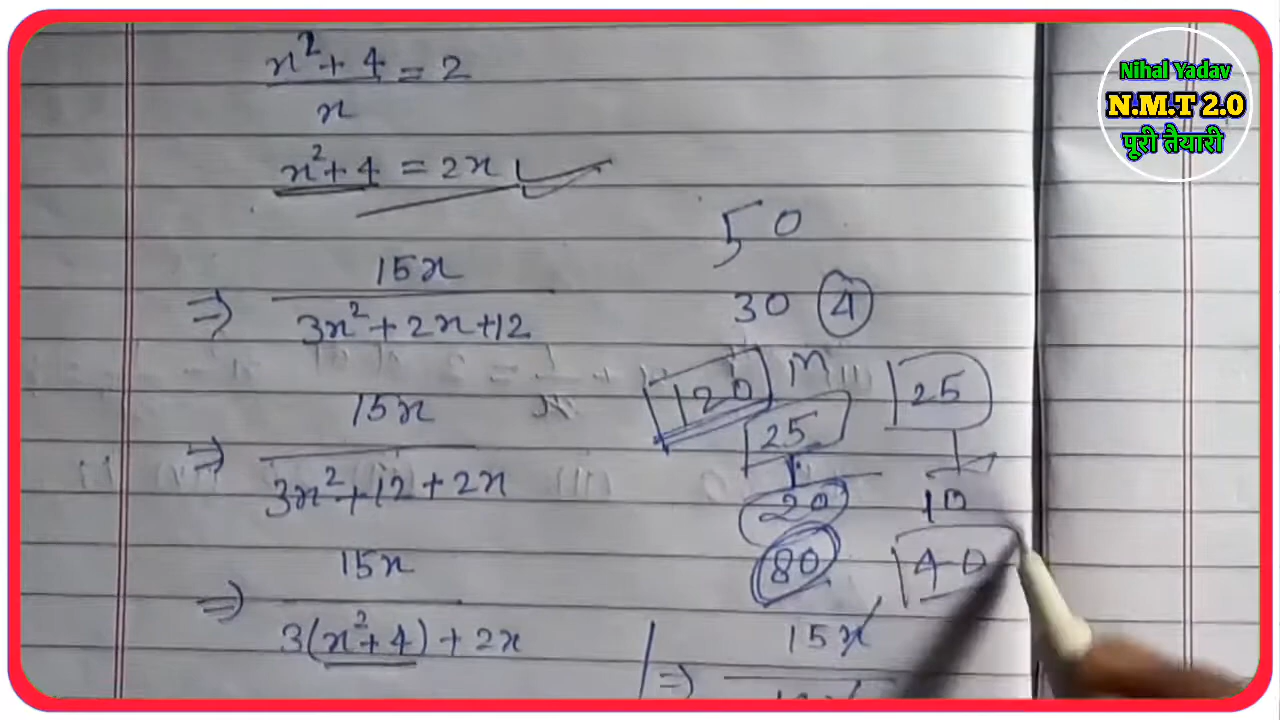 x²+4 = 2
x
x²+4 = 2x
⇒ 15x
3x²+2x+12
⇒ 15x
3x²+12+2x
⇒ 15x
3(x²+4)+2x
50
30 4
120 m 25
25
20 10
80 40
15x
⇒
Nihal Yadav
N.M.T 2.0
पूरी तैयारी